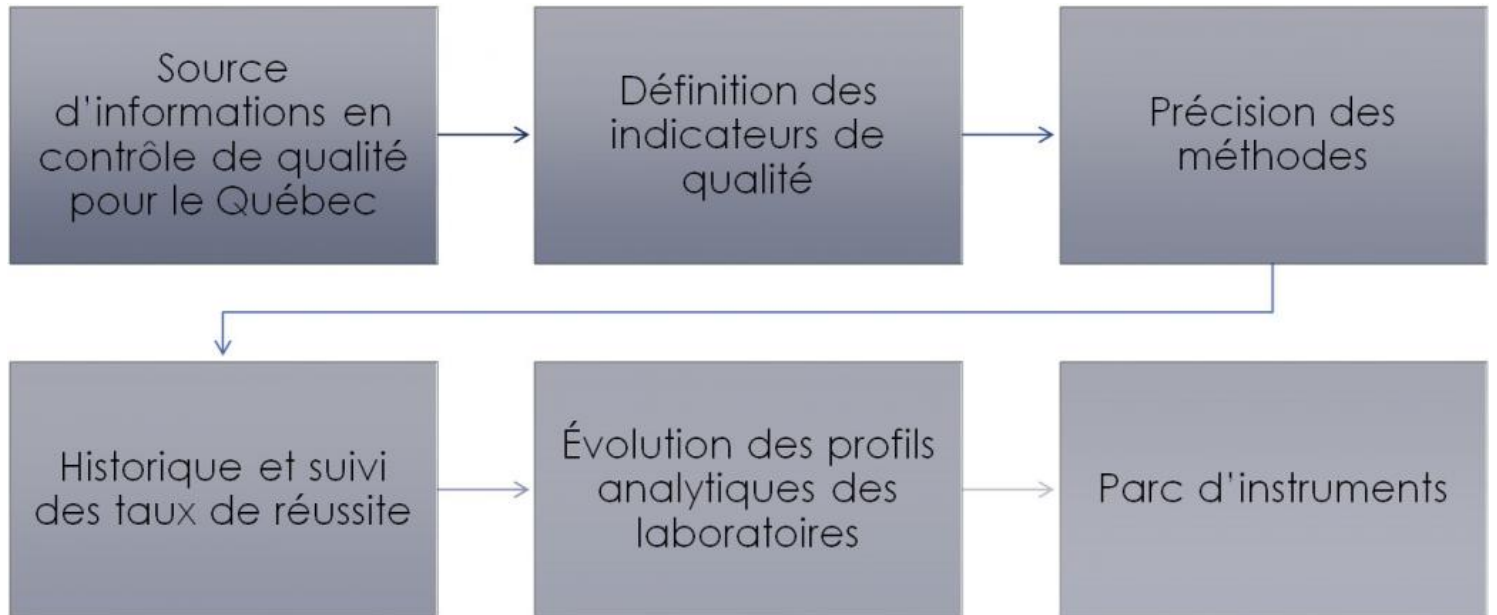 Source
d'informations en
contrôle de qualité
pour le Québec
Définition des
indicateurs de
qualité
Précision des
méthodes
Historique et suivi
des taux de réussite
Évolution des profils
analytiques des
laboratoires
Parc d'instruments